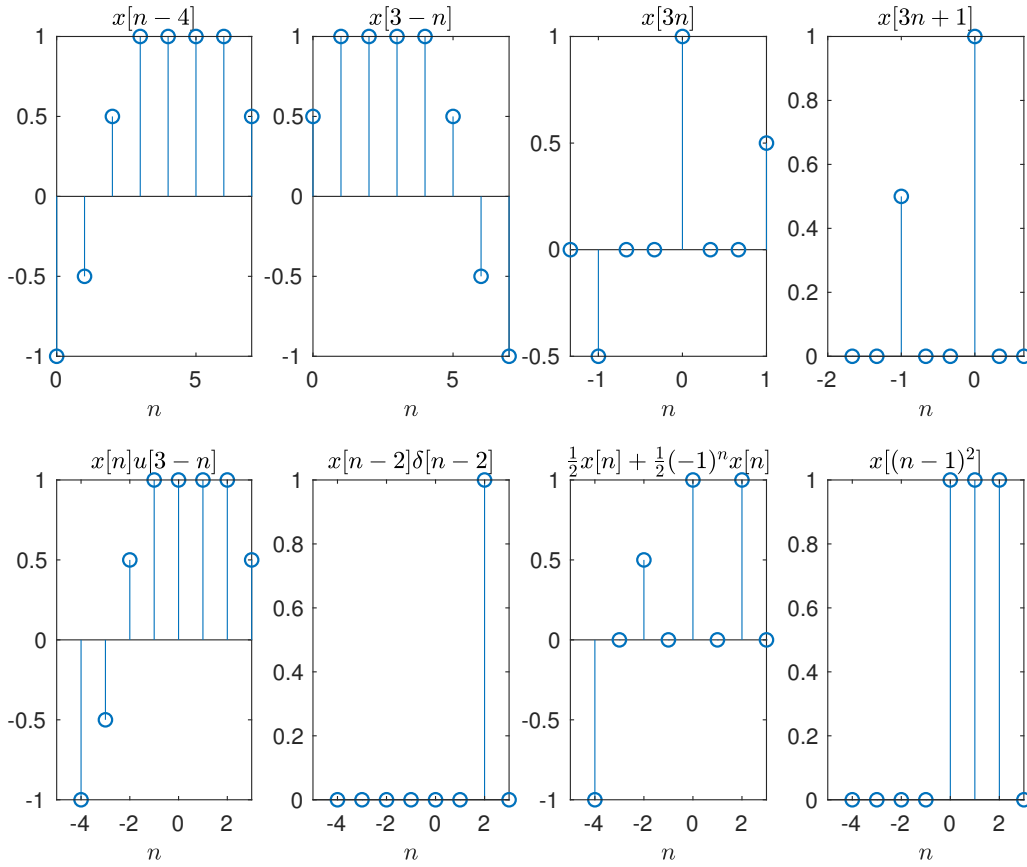 x[n − 4]
1
0.5
0
-0.5
-1
0 5
n
x[3 − n]
1
0.5
0
-0.5
-1
0 5
n
x[3n]
1
0.5
0
-0.5
-1 0 1
n
x[3n + 1]
1
0.8
0.6
0.4
0.2
0
-2 -1 0
n
x[n]u[3 − n]
1
0.5
0
-0.5
-1
-4 -2 0 2
n
x[n − 2]δ[n − 2]
1
0.8
0.6
0.4
0.2
0
-4 -2 0 2
n
½x[n] + ½(−1)ⁿx[n]
1
0.5
0
-0.5
-1
-4 -2 0 2
n
x[(n − 1)²]
1
0.8
0.6
0.4
0.2
0
-4 -2 0 2
n